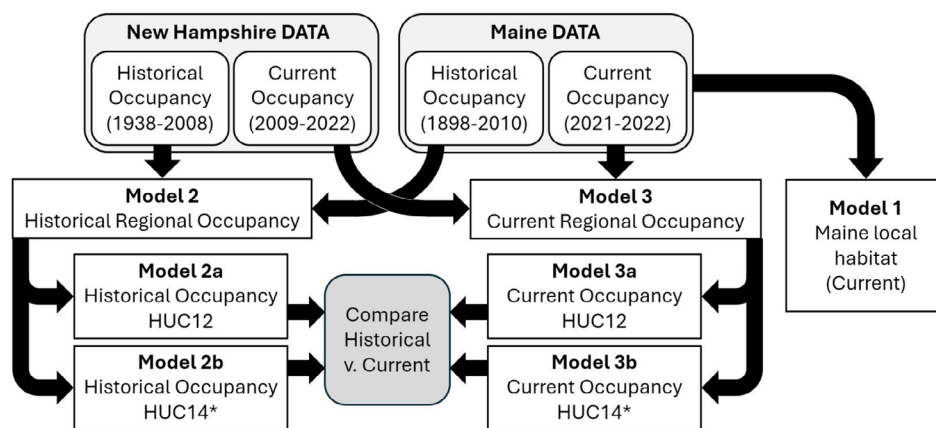 New Hampshire DATA
Historical
Occupancy
(1938-2008)
Current
Occupancy
(2009-2022)
Maine DATA
Historical
Occupancy
(1898-2010)
Current
Occupancy
(2021-2022)
Model 2
Historical Regional Occupancy
Model 3
Current Regional Occupancy
Model 1
Maine local
habitat
(Current)
Model 2a
Historical Occupancy
HUC12
Model 2b
Historical Occupancy
HUC14*
Compare
Historical
v. Current
Model 3a
Current Occupancy
HUC12
Model 3b
Current Occupancy
HUC14*